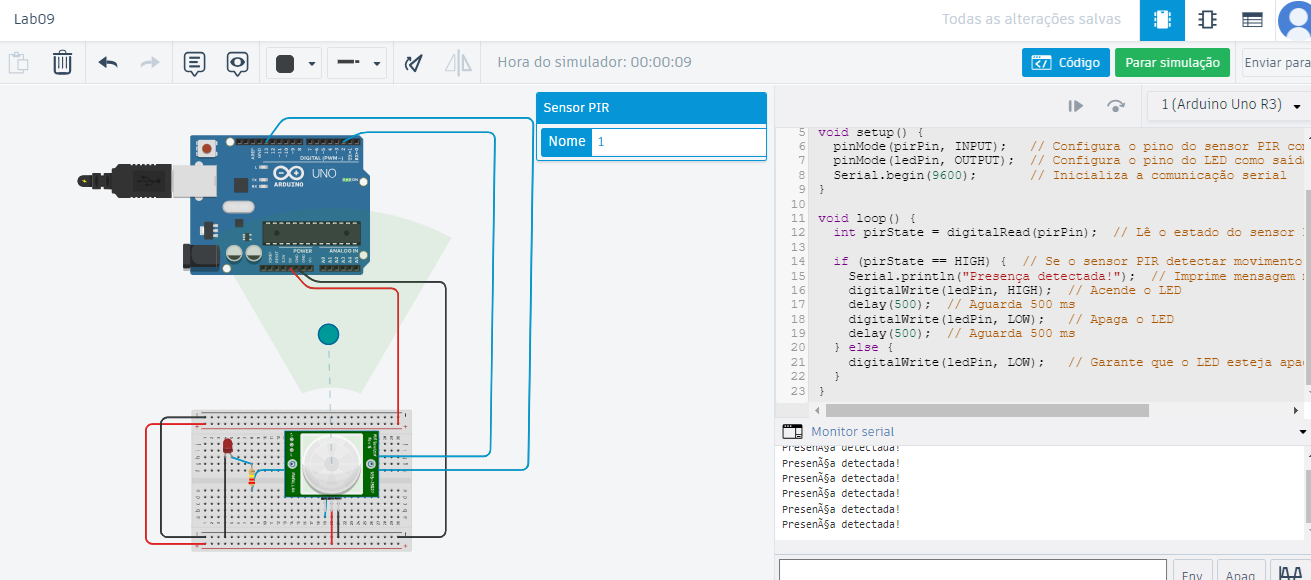 Lab09
Todas as alterações salvas
Hora do simulador: 00:00:09
Código
Parar simulação
Enviar para
Sensor PIR
Nome 1
1 (Arduino Uno R3)
DIGITAL (PWM~)
UNO
ARDUINO
POWER
ANALOG IN
5 void setup() {
6 pinMode(pirPin, INPUT); // Configura o pino do sensor PIR co
7 pinMode(ledPin, OUTPUT); // Configura o pino do LED como saíd
8 Serial.begin(9600); // Inicializa a comunicação serial
9 }
10
11 void loop() {
12 int pirState = digitalRead(pirPin); // Lê o estado do sensor
13
14 if (pirState == HIGH) { // Se o sensor PIR detectar movimento
15 Serial.println("Presença detectada!"); // Imprime mensagem
16 digitalWrite(ledPin, HIGH); // Acende o LED
17 delay(500); // Aguarda 500 ms
18 digitalWrite(ledPin, LOW); // Apaga o LED
19 delay(500); // Aguarda 500 ms
20 } else {
21 digitalWrite(ledPin, LOW); // Garante que o LED esteja apa
22 }
23 }
Monitor serial
PresenÃ§a detectada!
PresenÃ§a detectada!
PresenÃ§a detectada!
PresenÃ§a detectada!
PresenÃ§a detectada!
PresenÃ§a detectada!
Env
Apag